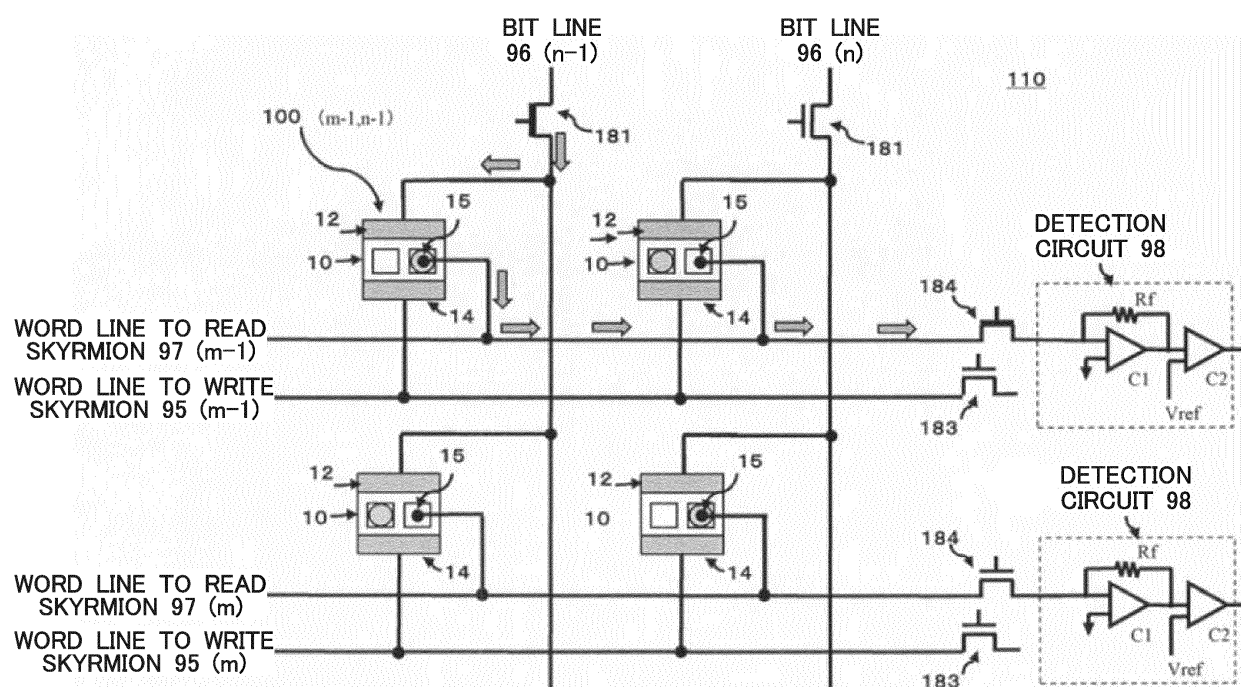 BIT LINE
96 (n-1)
BIT LINE
96 (n)
110
100 (m-1,n-1)
181
181
15
15
12
12
10
10
14
14
DETECTION
CIRCUIT 98
184
Rf
C1
C2
Vref
WORD LINE TO READ
SKYRMION 97 (m-1)
WORD LINE TO WRITE
SKYRMION 95 (m-1)
183
15
15
12
12
10
10
14
14
DETECTION
CIRCUIT 98
184
Rf
C1
C2
Vref
WORD LINE TO READ
SKYRMION 97 (m)
WORD LINE TO WRITE
SKYRMION 95 (m)
183